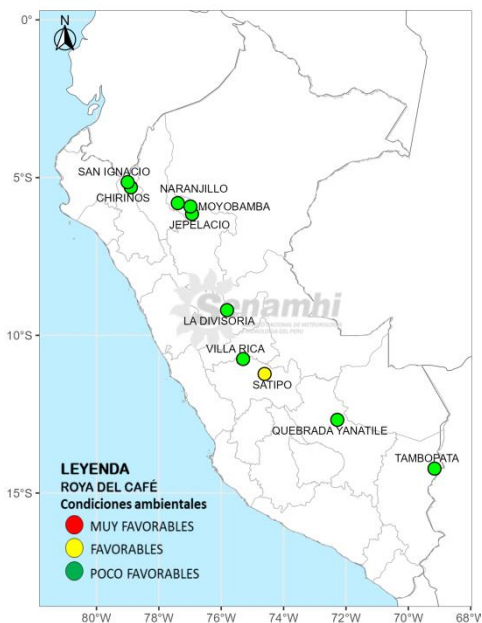 N
0°
SAN IGNACIO
CHIRINOS
NARANJILLO
MOYOBAMBA
JEPELACIO
5°S
Senamhi
LA DIVISORIA
10°S
VILLA RICA
SATIPO
QUEBRADA YANATILE
TAMBOPATA
15°S
LEYENDA
ROYA DEL CAFÉ
Condiciones ambientales
MUY FAVORABLES
FAVORABLES
POCO FAVORABLES
80°W 78°W 76°W 74°W 72°W 70°W 68°W